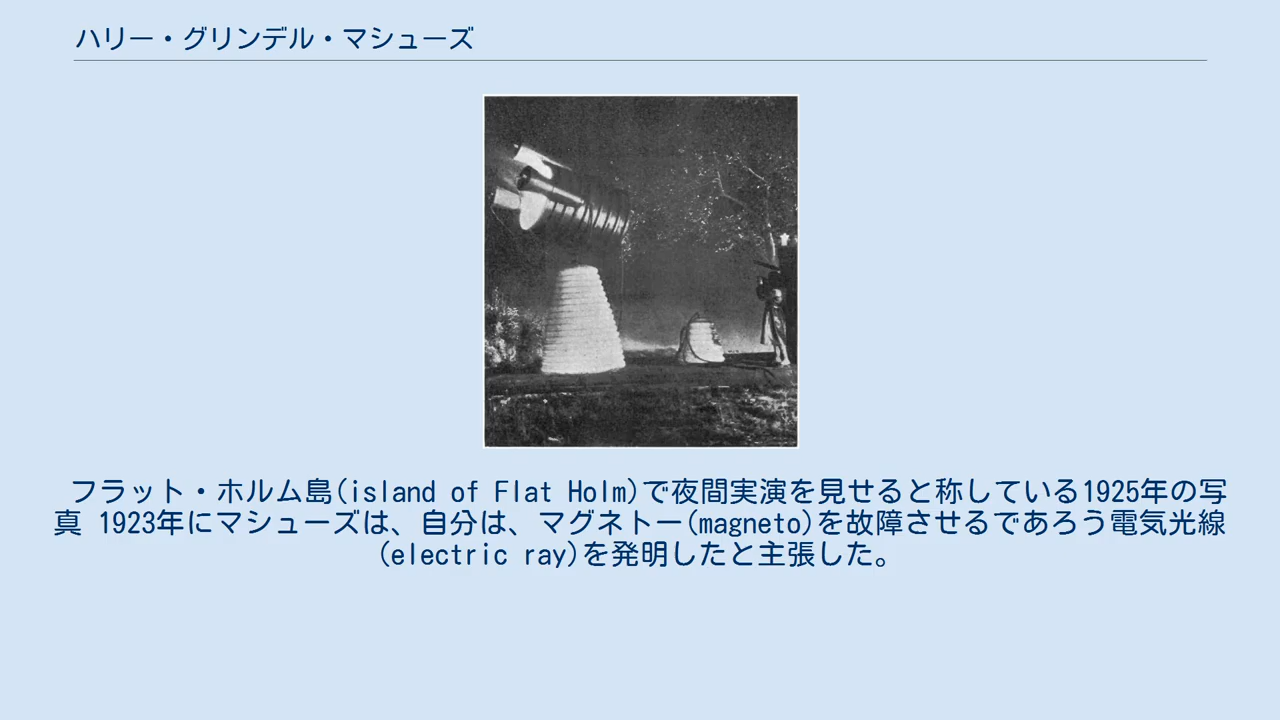 ハリー・グリンデル・マシューズ
フラット・ホルム島(island of Flat Holm)で夜間実演を見せると称している1925年の写
真 1923年にマシューズは、自分は、マグネトー(magneto)を故障させるであろう電気光線
(electric ray)を発明したと主張した。